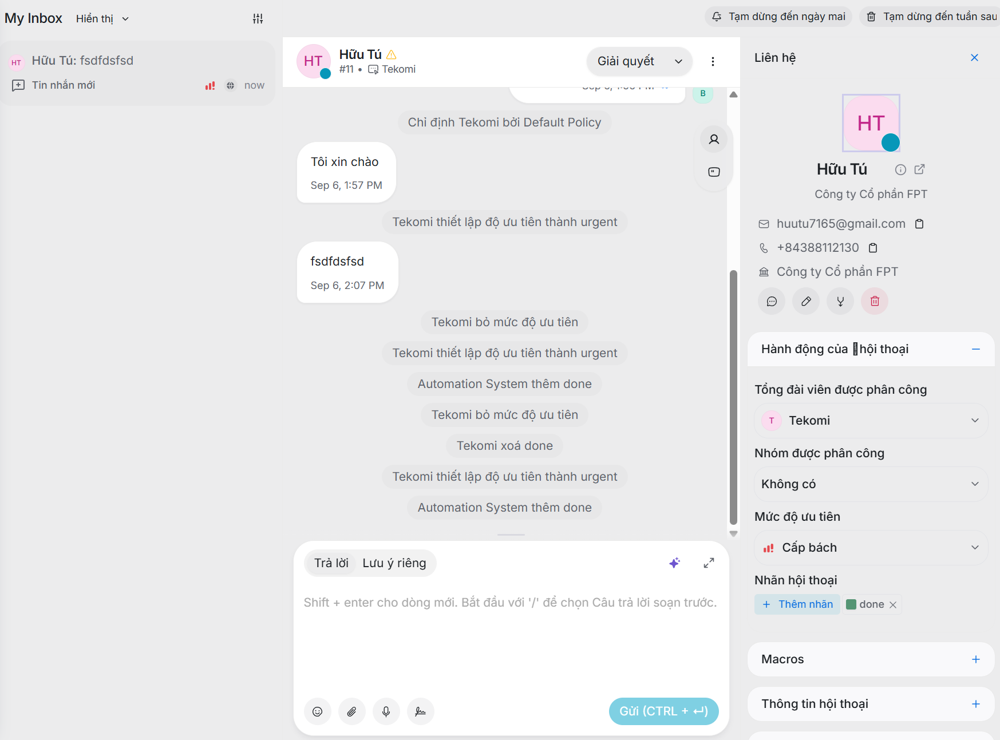 My Inbox
Hiển thị
Tạm dừng đến ngày mai
Tạm dừng đến tuần sau
HT
Hữu Tú: fsdfdsfsd
Tin nhắn mới
now
HT
Hữu Tú
#11 • Tekomi
Giải quyết
B
Chỉ định Tekomi bởi Default Policy
Tôi xin chào
Sep 6, 1:57 PM
Tekomi thiết lập độ ưu tiên thành urgent
fsdfdsfsd
Sep 6, 2:07 PM
Tekomi bỏ mức độ ưu tiên
Tekomi thiết lập độ ưu tiên thành urgent
Automation System thêm done
Tekomi bỏ mức độ ưu tiên
Tekomi xoá done
Tekomi thiết lập độ ưu tiên thành urgent
Automation System thêm done
Trả lời
Lưu ý riêng
Shift + enter cho dòng mới. Bắt đầu với '/' để chọn Câu trả lời soạn trước.
Gửi (CTRL + ↵)
Liên hệ
HT
Hữu Tú
Công ty Cổ phần FPT
huutu7165@gmail.com
+84388112130
Công ty Cổ phần FPT
Hành động của hội thoại
Tổng đài viên được phân công
T
Tekomi
Nhóm được phân công
Không có
Mức độ ưu tiên
Cấp bách
Nhãn hội thoại
+ Thêm nhãn
done
Macros
Thông tin hội thoại